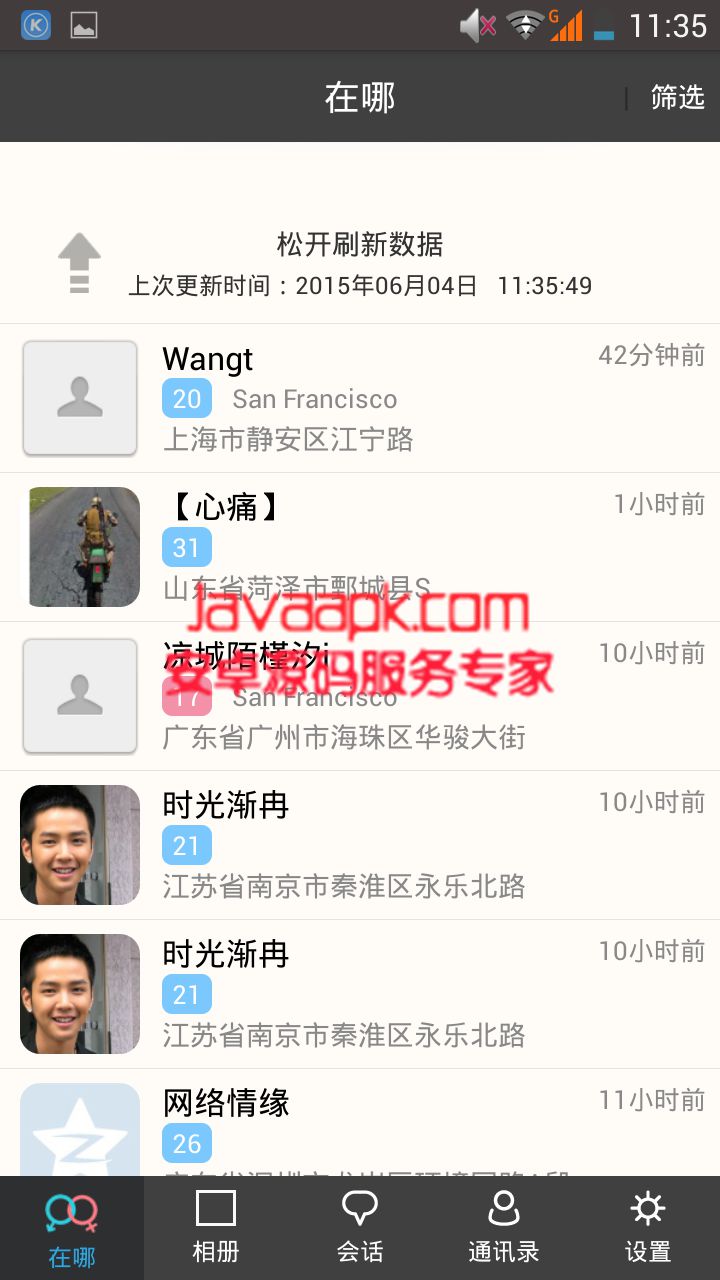 11:35
在哪
筛选
松开刷新数据
上次更新时间：2015年06月04日 11:35:49
Wangt
42分钟前
20 San Francisco
上海市静安区江宁路
【心痛】
1小时前
31
山东省菏泽市鄄城县S
Javaapk.com
凉城陌槿汐i
10小时前
安卓源码服务专家
17 San Francisco
广东省广州市海珠区华骏大街
时光渐冉
10小时前
21
江苏省南京市秦淮区永乐北路
时光渐冉
10小时前
21
江苏省南京市秦淮区永乐北路
网络情缘
11小时前
26
在哪
相册
会话
通讯录
设置